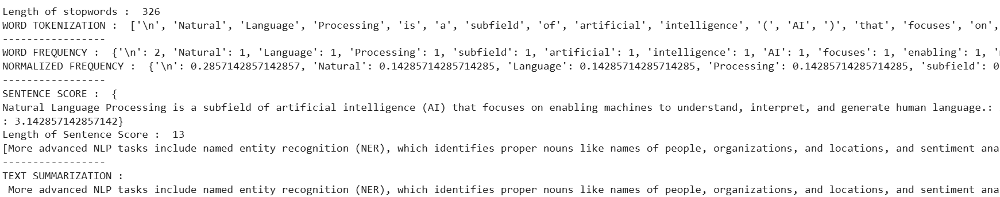 Length of stopwords :  326
WORD TOKENIZATION :  ['\n', 'Natural', 'Language', 'Processing', 'is', 'a', 'subfield', 'of', 'artificial', 'intelligence', '(', 'AI', ')', 'that', 'focuses', 'on',
-----------------
WORD FREQUENCY :  {'\n': 2, 'Natural': 1, 'Language': 1, 'Processing': 1, 'subfield': 1, 'artificial': 1, 'intelligence': 1, 'AI': 1, 'focuses': 1, 'enabling': 1,
NORMALIZED FREQUENCY :  {'\n': 0.2857142857142857, 'Natural': 0.14285714285714285, 'Language': 0.14285714285714285, 'Processing': 0.14285714285714285, 'subfield': 0
-----------------
SENTENCE SCORE :  {
Natural Language Processing is a subfield of artificial intelligence (AI) that focuses on enabling machines to understand, interpret, and generate human language.:
: 3.142857142857142}
Length of Sentence Score :  13
[More advanced NLP tasks include named entity recognition (NER), which identifies proper nouns like names of people, organizations, and locations, and sentiment ana
-----------------
TEXT SUMMARIZATION :
 More advanced NLP tasks include named entity recognition (NER), which identifies proper nouns like names of people, organizations, and locations, and sentiment ana